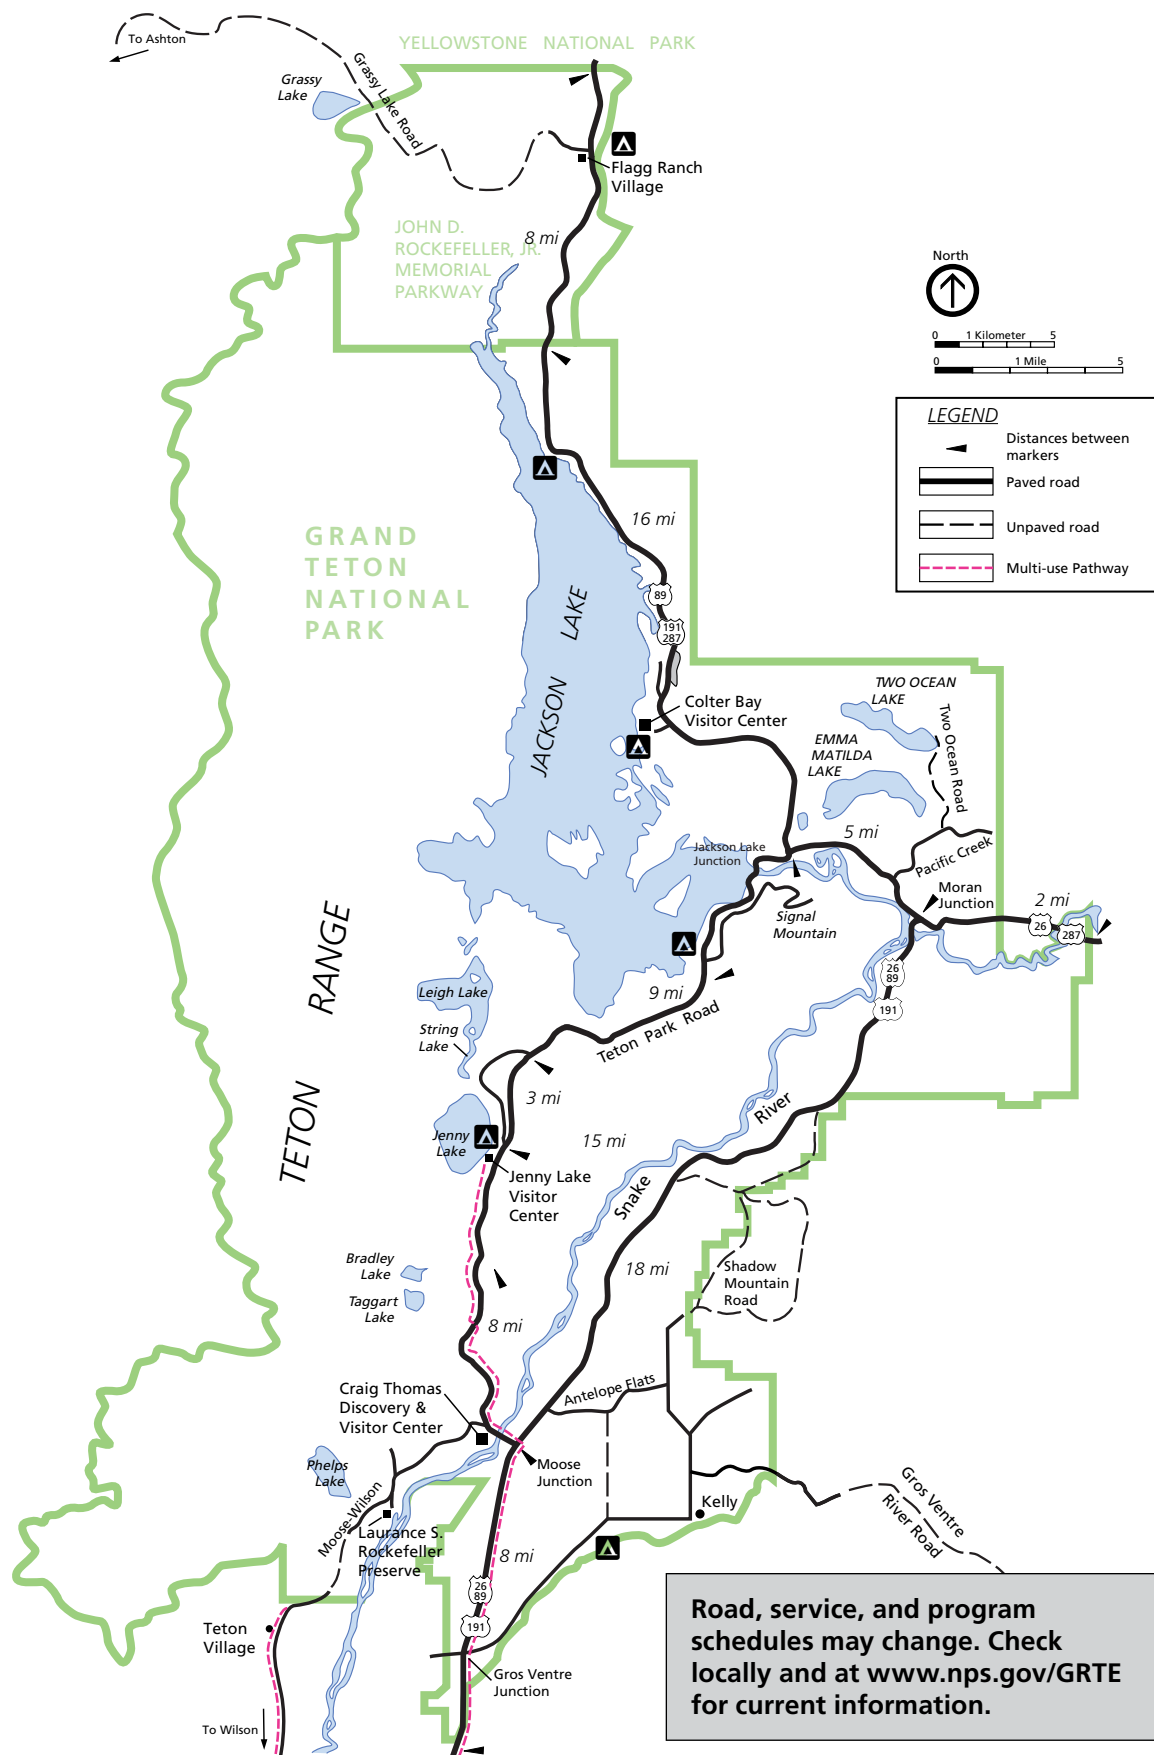 To Ashton
YELLOWSTONE NATIONAL PARK
Grassy
Lake
Grassy Lake Road
Flagg Ranch
Village
JOHN D.
ROCKEFELLER, JR.
MEMORIAL
PARKWAY
8 mi
North
0 1 Kilometer 5
0 1 Mile 5
LEGEND
Distances between
markers
Paved road
Unpaved road
Multi-use Pathway
16 mi
GRAND
TETON
NATIONAL
PARK
89
191
287
JACKSON LAKE
Colter Bay
Visitor Center
TWO OCEAN
LAKE
Two Ocean Road
EMMA
MATILDA
LAKE
5 mi
Jackson Lake
Junction
Pacific Creek
Moran
Junction
2 mi
26
287
Signal
Mountain
26
89
191
TETON RANGE
Leigh Lake
String
Lake
9 mi
Teton Park Road
3 mi
Jenny
Lake
15 mi
Snake River
Jenny Lake
Visitor
Center
Bradley
Lake
Taggart
Lake
18 mi
Shadow
Mountain
Road
8 mi
Craig Thomas
Discovery &
Visitor Center
Antelope Flats
Moose
Junction
Phelps
Lake
Moose-Wilson
Kelly
Gros Ventre
River Road
Laurance S.
Rockefeller
Preserve
8 mi
26
89
191
Teton
Village
Gros Ventre
Junction
To Wilson
Road, service, and program
schedules may change. Check
locally and at www.nps.gov/GRTE
for current information.